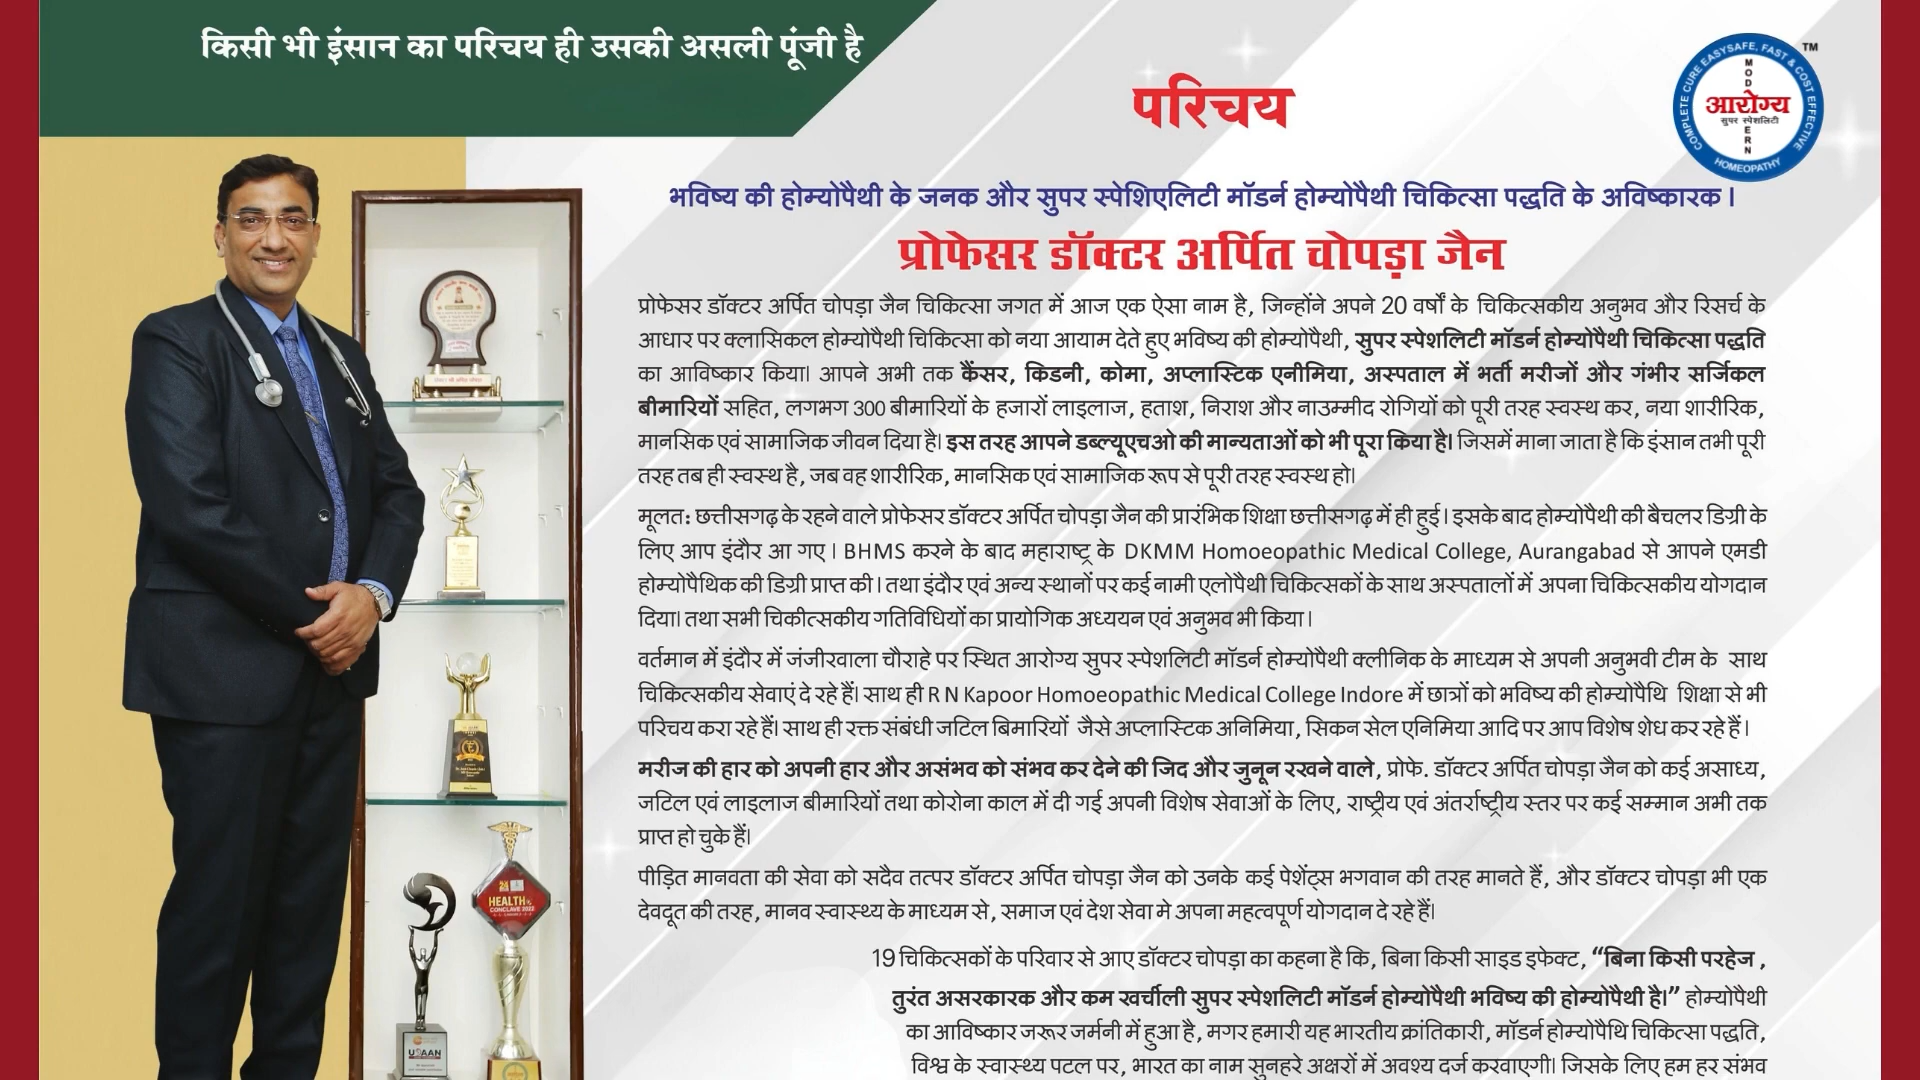 किसी भी इंसान का परिचय ही उसकी असली पूंजी है
परिचय
COMPLETE CURE EASYSAFE, FAST & COST EFFECTIVE
TM
MODERN
आरोग्य
सुपर स्पेशलिटी
HOMEOPATHY
भविष्य की होम्योपैथी के जनक और सुपर स्पेशिएलिटी मॉडर्न होम्योपैथी चिकित्सा पद्धति के अविष्कारक ।
प्रोफेसर डॉक्टर अर्पित चोपड़ा जैन
प्रोफेसर डॉक्टर अर्पित चोपड़ा जैन चिकित्सा जगत में आज एक ऐसा नाम है, जिन्होंने अपने 20 वर्षों के चिकित्सकीय अनुभव और रिसर्च के
आधार पर क्लासिकल होम्योपैथी चिकित्सा को नया आयाम देते हुए भविष्य की होम्योपैथी, सुपर स्पेशलिटी मॉडर्न होम्योपैथी चिकित्सा पद्धति
का आविष्कार किया। आपने अभी तक कैंसर, किडनी, कोमा, अप्लास्टिक एनीमिया, अस्पताल में भर्ती मरीजों और गंभीर सर्जिकल
बीमारियों सहित, लगभग 300 बीमारियों के हजारों लाइलाज, हताश, निराश और नाउम्मीद रोगियों को पूरी तरह स्वस्थ कर, नया शारीरिक,
मानसिक एवं सामाजिक जीवन दिया है। इस तरह आपने डब्ल्यूएचओ की मान्यताओं को भी पूरा किया है। जिसमें माना जाता है कि इंसान तभी पूरी
तरह तब ही स्वस्थ है, जब वह शारीरिक, मानसिक एवं सामाजिक रूप से पूरी तरह स्वस्थ हो।
मूलत: छत्तीसगढ़ के रहने वाले प्रोफेसर डॉक्टर अर्पित चोपड़ा जैन की प्रारंभिक शिक्षा छत्तीसगढ़ में ही हुई । इसके बाद होम्योपैथी की बैचलर डिग्री के
लिए आप इंदौर आ गए । BHMS करने के बाद महाराष्ट्र के DKMM Homoeopathic Medical College, Aurangabad से आपने एमडी
होम्योपैथिक की डिग्री प्राप्त की । तथा इंदौर एवं अन्य स्थानों पर कई नामी एलोपैथी चिकित्सकों के साथ अस्पतालों में अपना चिकित्सकीय योगदान
दिया। तथा सभी चिकीत्सकीय गतिविधियों का प्रायोगिक अध्ययन एवं अनुभव भी किया ।
वर्तमान में इंदौर में जंजीरवाला चौराहे पर स्थित आरोग्य सुपर स्पेशलिटी मॉडर्न होम्योपैथी क्लीनिक के माध्यम से अपनी अनुभवी टीम के साथ
चिकित्सकीय सेवाएं दे रहे हैं। साथ ही R N Kapoor Homoeopathic Medical College Indore में छात्रों को भविष्य की होम्योपैथि शिक्षा से भी
परिचय करा रहे हैं। साथ ही रक्त संबंधी जटिल बिमारियों जैसे अप्लास्टिक अनिमिया, सिकन सेल एनिमिया आदि पर आप विशेष शेध कर रहे हैं ।
मरीज की हार को अपनी हार और असंभव को संभव कर देने की जिद और जुनून रखने वाले, प्रोफे. डॉक्टर अर्पित चोपड़ा जैन को कई असाध्य,
जटिल एवं लाइलाज बीमारियों तथा कोरोना काल में दी गई अपनी विशेष सेवाओं के लिए, राष्ट्रीय एवं अंतर्राष्ट्रीय स्तर पर कई सम्मान अभी तक
प्राप्त हो चुके हैं।
पीड़ित मानवता की सेवा को सदैव तत्पर डॉक्टर अर्पित चोपड़ा जैन को उनके कई पेशेंट्स भगवान की तरह मानते हैं, और डॉक्टर चोपड़ा भी एक
देवदूत की तरह, मानव स्वास्थ्य के माध्यम से, समाज एवं देश सेवा मे अपना महत्वपूर्ण योगदान दे रहे हैं।
19 चिकित्सकों के परिवार से आए डॉक्टर चोपड़ा का कहना है कि, बिना किसी साइड इफेक्ट, “बिना किसी परहेज ,
तुरंत असरकारक और कम खर्चीली सुपर स्पेशलिटी मॉडर्न होम्योपैथी भविष्य की होम्योपैथी है।” होम्योपैथी
का आविष्कार जरूर जर्मनी में हुआ है, मगर हमारी यह भारतीय क्रांतिकारी, मॉडर्न होम्योपैथि चिकित्सा पद्धति,
विश्व के स्वास्थ्य पटल पर, भारत का नाम सुनहरे अक्षरों में अवश्य दर्ज करवाएगी। जिसके लिए हम हर संभव
HEALTH
CONCLAVE 2022